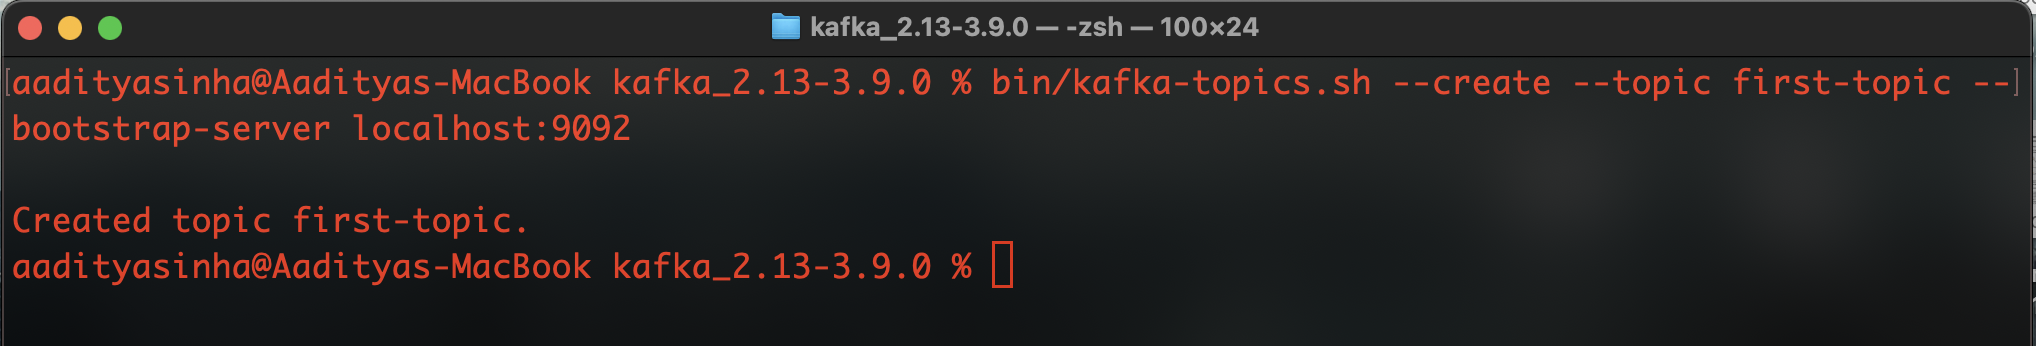 kafka_2.13-3.9.0 — -zsh — 100×24
[aadityasinha@Aadityas-MacBook kafka_2.13-3.9.0 % bin/kafka-topics.sh --create --topic first-topic --]
bootstrap-server localhost:9092
Created topic first-topic.
aadityasinha@Aadityas-MacBook kafka_2.13-3.9.0 %